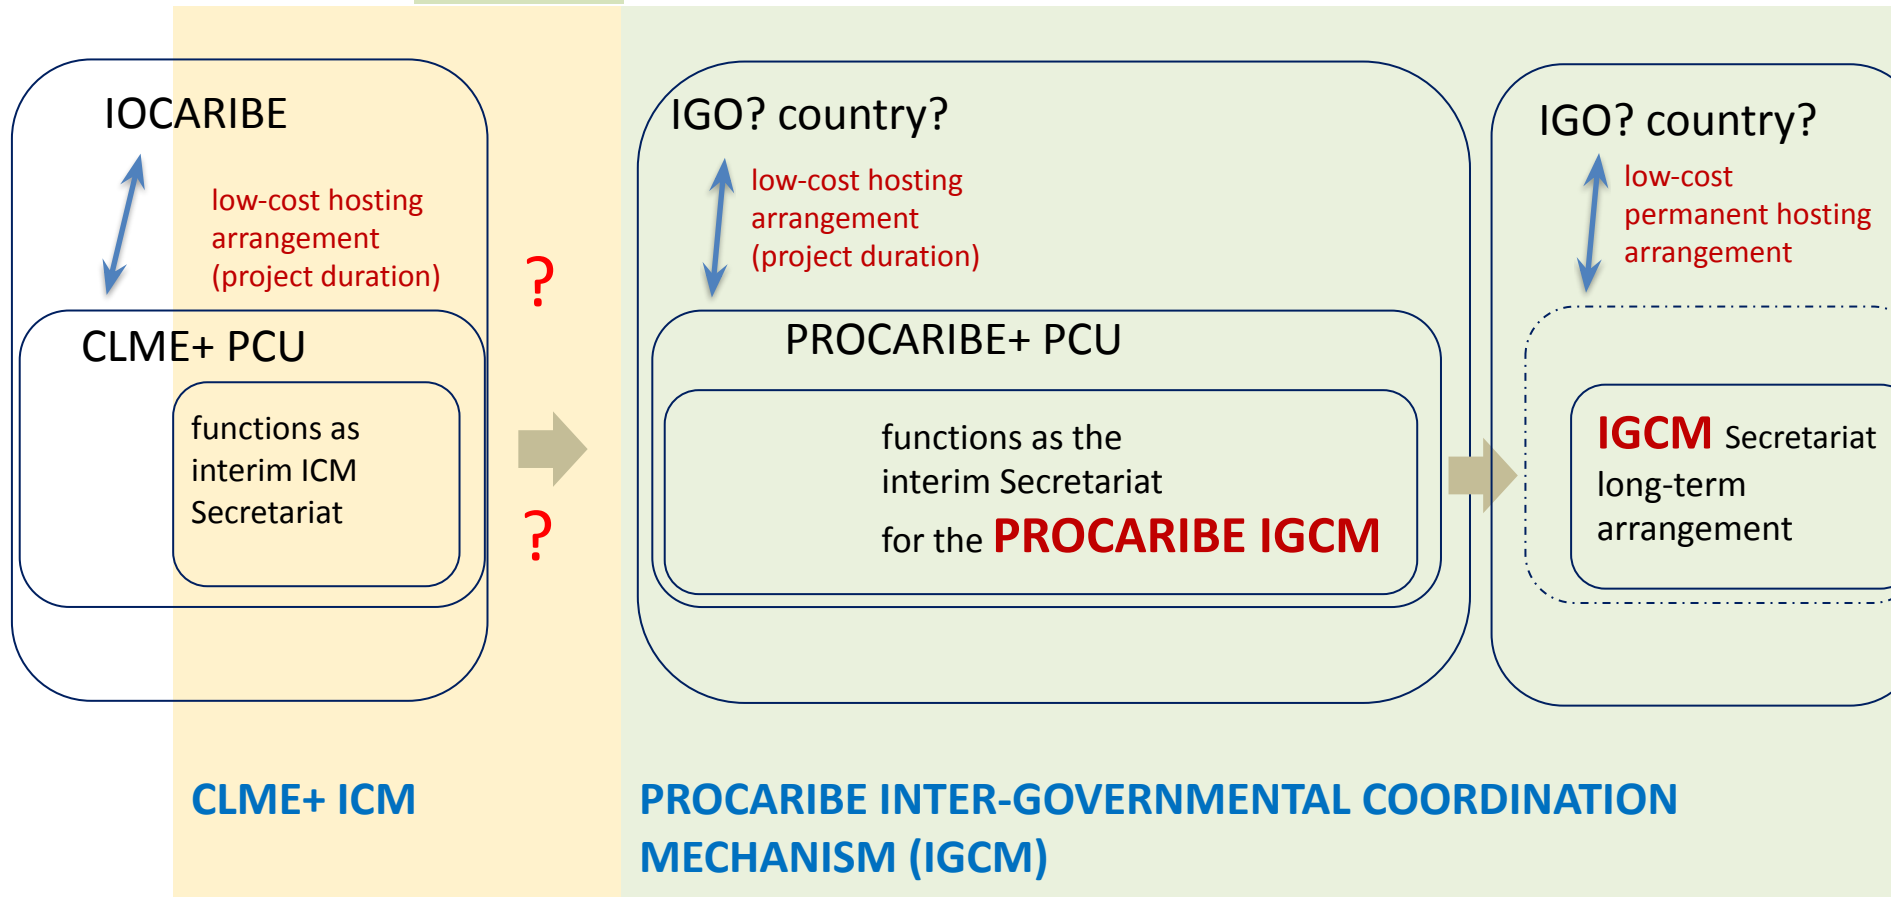 IOCARIBE
low-cost hosting
arrangement
(project duration)
CLME+ PCU
functions as
interim ICM
Secretariat
?
?
IGO? country?
low-cost hosting
arrangement
(project duration)
PROCARIBE+ PCU
functions as the
interim Secretariat
for the PROCARIBE IGCM
IGO? country?
low-cost
permanent hosting
arrangement
IGCM Secretariat
long-term
arrangement
CLME+ ICM
PROCARIBE INTER-GOVERNMENTAL COORDINATION
MECHANISM (IGCM)